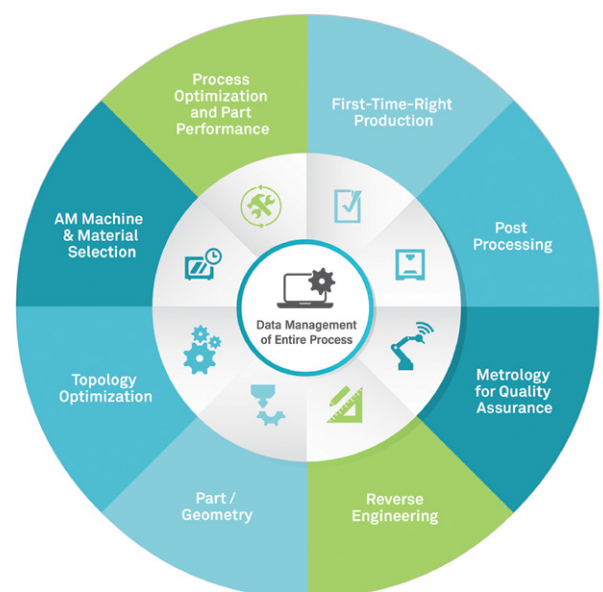 Process
Optimization
and Part
Performance
First-Time-Right
Production
AM Machine
& Material
Selection
Post
Processing
Data Management
of Entire Process
Topology
Optimization
Metrology
for Quality
Assurance
Part /
Geometry
Reverse
Engineering